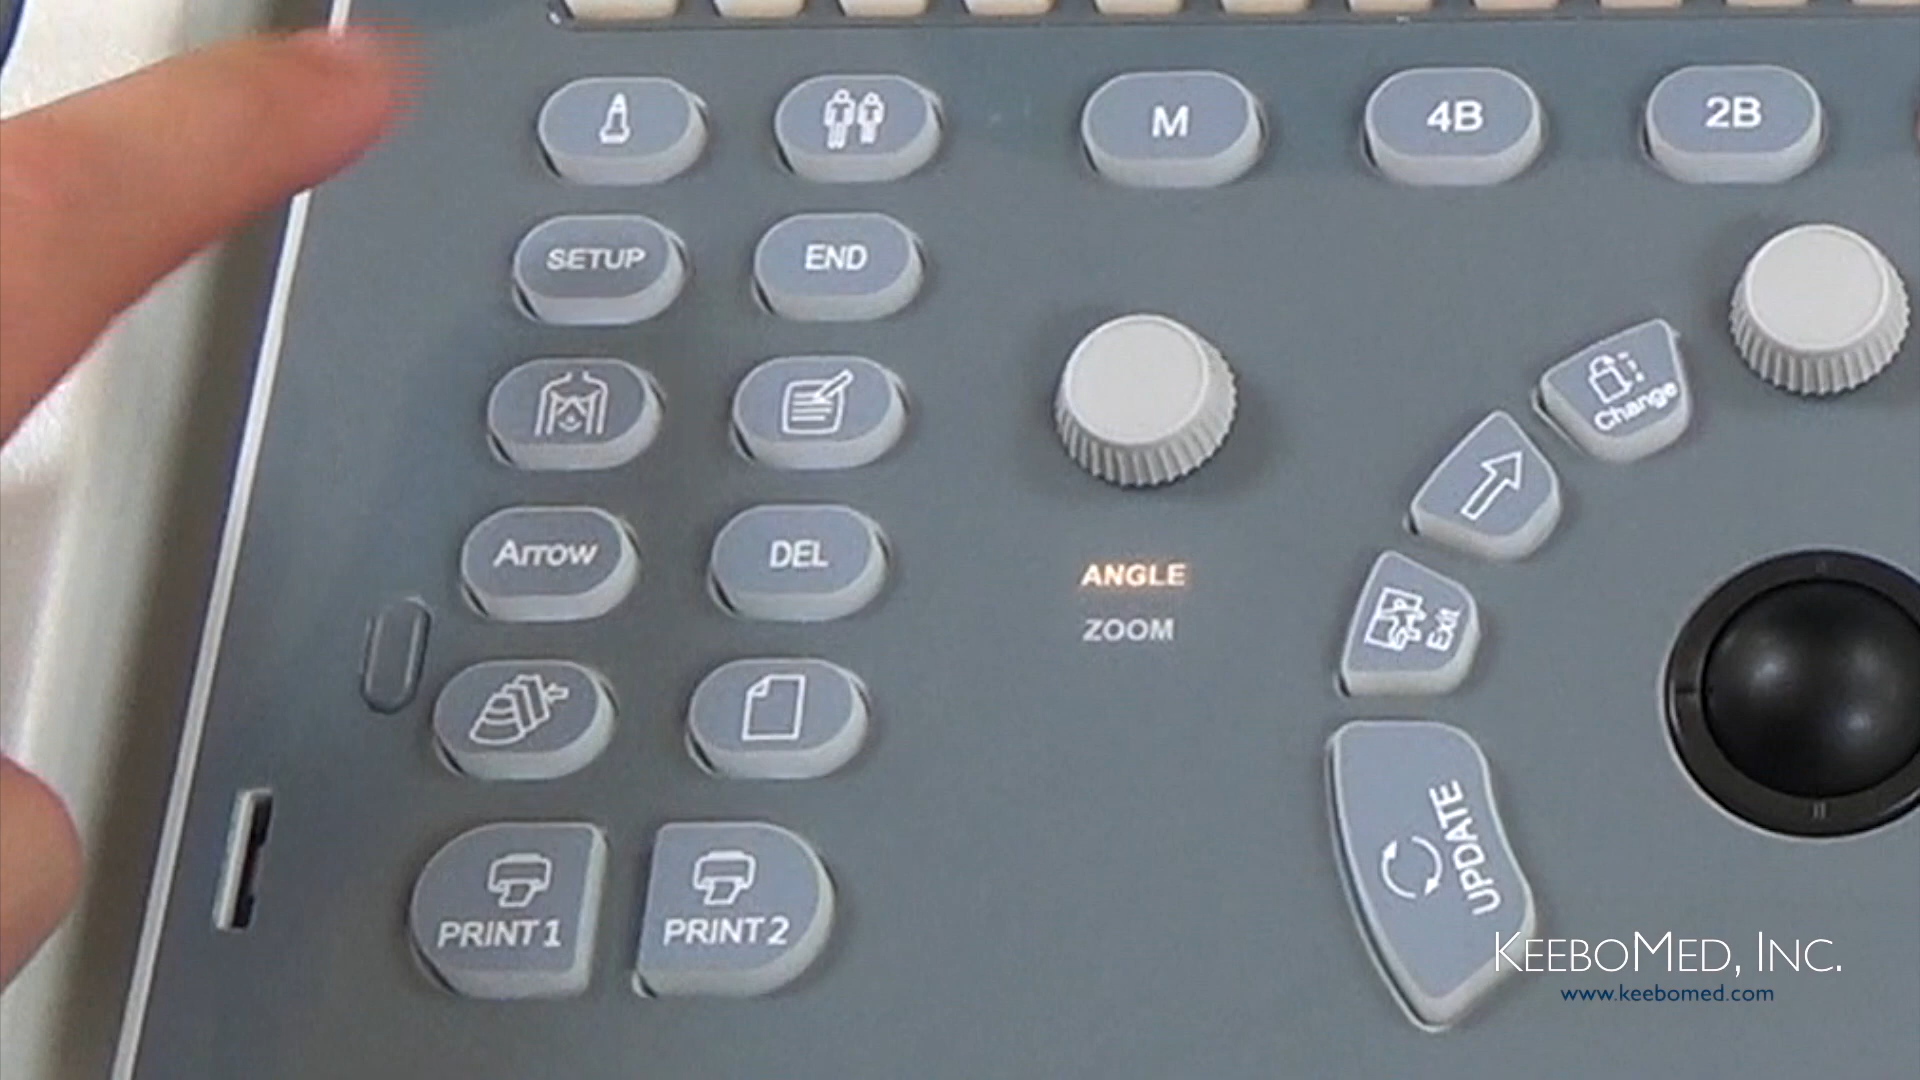 M
4B
2B
SETUP
END
Change
Arrow
DEL
ANGLE
ZOOM
Exit
UPDATE
PRINT 1
PRINT 2
KEEBOMED, INC.
www.keebomed.com